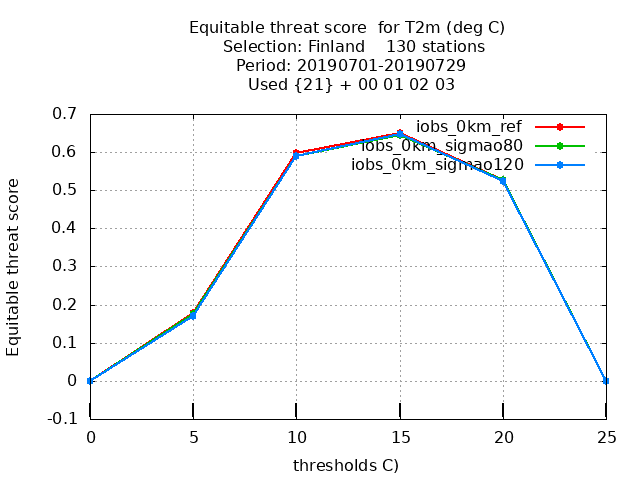 Equitable threat score  for T2m (deg C)
Selection: Finland    130 stations
Period: 20190701-20190729
Used {21} + 00 01 02 03
iobs_0km_ref
iobs_0km_sigmao80
iobs_0km_sigmao120
Equitable threat score
0.7
0.6
0.5
0.4
0.3
0.2
0.1
0
-0.1
0 5 10 15 20 25
thresholds C)